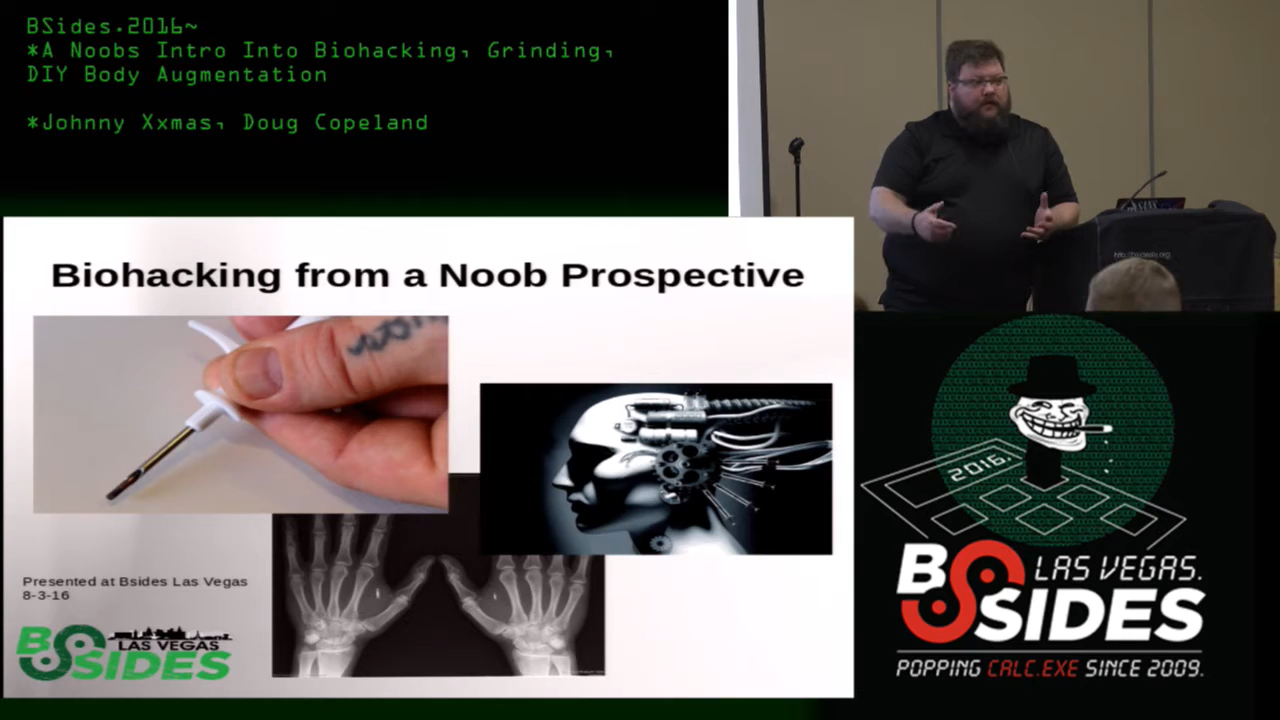 BSides.2016~
*A Noobs Intro Into Biohacking, Grinding,
DIY Body Augmentation
*Johnny Xxmas, Doug Copeland
Biohacking from a Noob Prospective
Presented at Bsides Las Vegas
8-3-16
BSIDES
LAS VEGAS
2016.
BSIDES
LAS VEGAS.
POPPING CALC.EXE SINCE 2009.